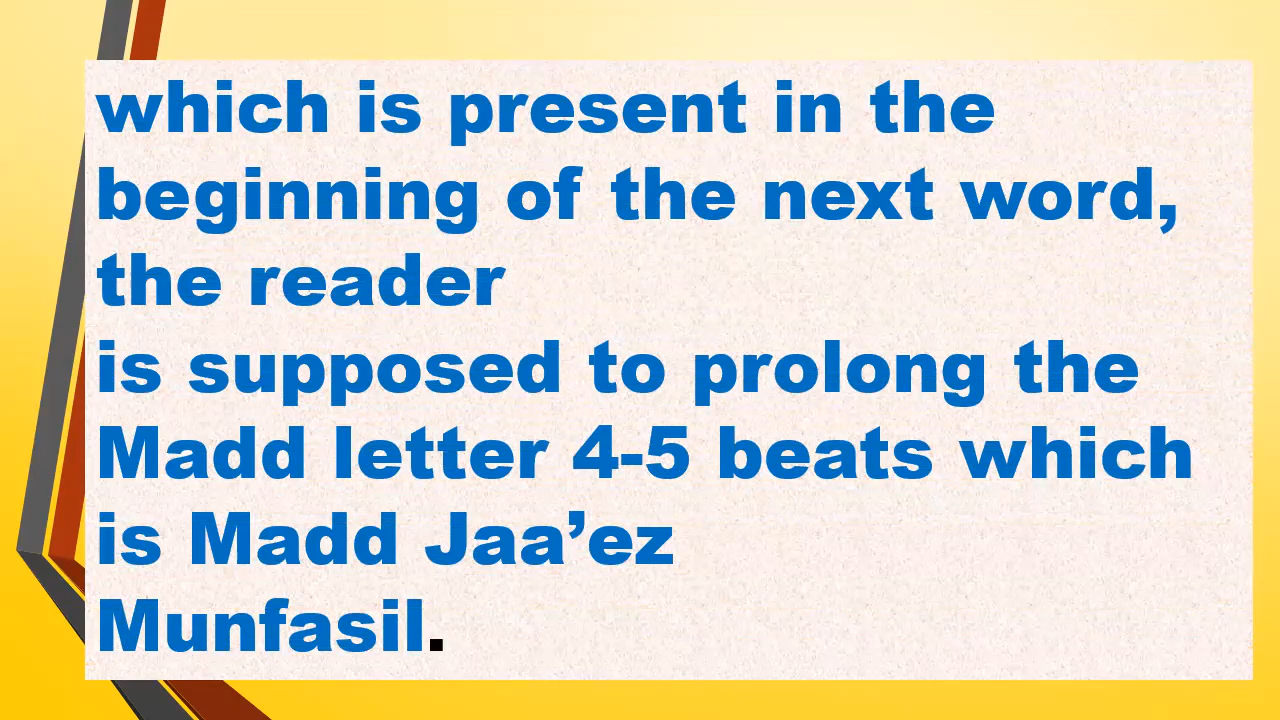 which is present in the
beginning of the next word,
the reader
is supposed to prolong the
Madd letter 4-5 beats which
is Madd Jaa’ez
Munfasil.